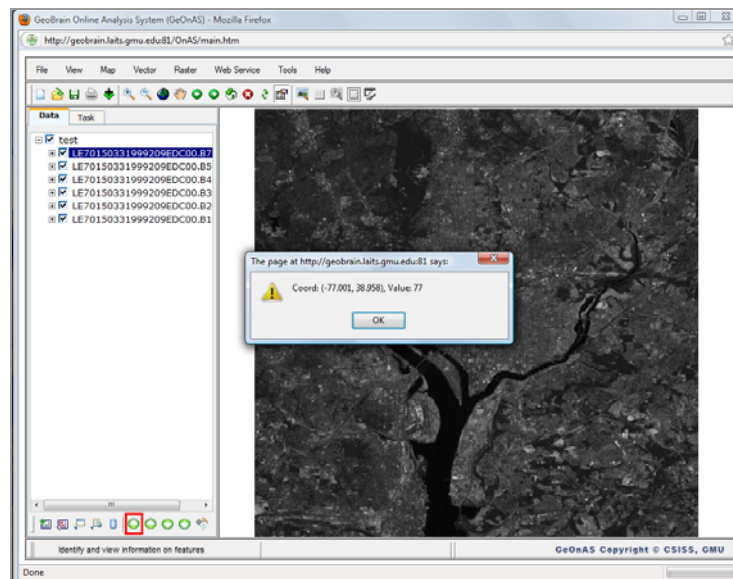 GeoBrain Online Analysis System (GeOnAS) - Mozilla Firefox
http://geobrain.laits.gmu.edu:81/OnAS/main.htm
File View Map Vector Raster Web Service Tools Help
Data Task
test
LE70150331999209EDC00.B7
LE70150331999209EDC00.B5
LE70150331999209EDC00.B4
LE70150331999209EDC00.B3
LE70150331999209EDC00.B2
LE70150331999209EDC00.B1
The page at http://geobrain.laits.gmu.edu:81 says:
Coord: (-77.001, 38.958), Value: 77
OK
Identify and view information on features
GeOnAS Copyright © CSISS, GMU
Done